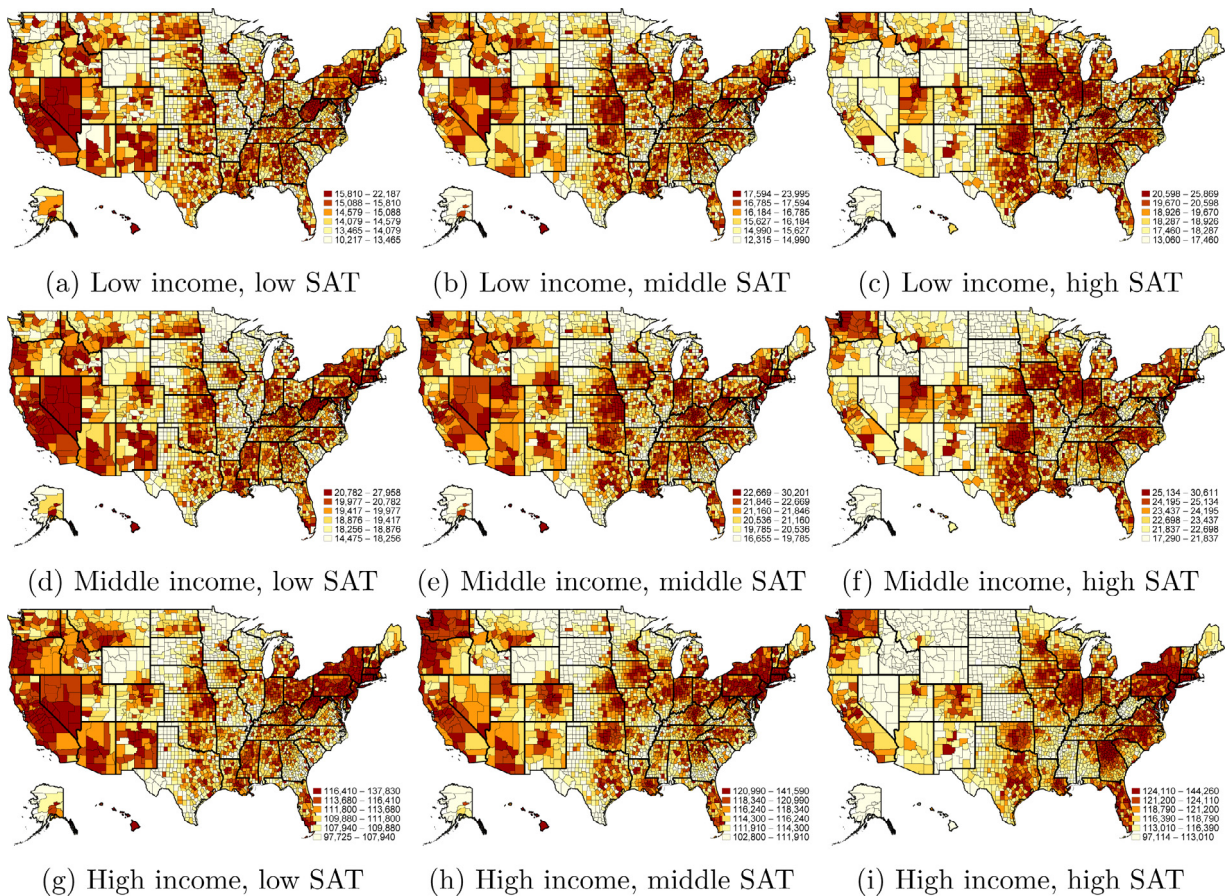 15,810 – 22,187
15,088 – 15,810
14,579 – 15,088
14,079 – 14,579
13,465 – 14,079
10,217 – 13,465
17,594 – 23,995
16,785 – 17,594
16,184 – 16,785
15,627 – 16,184
14,990 – 15,627
12,315 – 14,990
20,598 – 25,869
19,670 – 20,598
18,926 – 19,670
18,287 – 18,926
17,460 – 18,287
13,060 – 17,460
(a) Low income, low SAT
(b) Low income, middle SAT
(c) Low income, high SAT
20,782 – 27,958
19,977 – 20,782
19,417 – 19,977
18,876 – 19,417
18,256 – 18,876
14,475 – 18,256
22,669 – 30,201
21,846 – 22,669
21,160 – 21,846
20,536 – 21,160
19,785 – 20,536
16,655 – 19,785
25,134 – 30,611
24,195 – 25,134
23,437 – 24,195
22,698 – 23,437
21,837 – 22,698
17,290 – 21,837
(d) Middle income, low SAT
(e) Middle income, middle SAT
(f) Middle income, high SAT
116,410 – 137,830
113,680 – 116,410
111,800 – 113,680
109,880 – 111,800
107,940 – 109,880
97,725 – 107,940
120,990 – 141,590
118,340 – 120,990
116,240 – 118,340
114,300 – 116,240
111,910 – 114,300
102,800 – 111,910
124,110 – 144,260
121,200 – 124,110
118,790 – 121,200
116,390 – 118,790
113,010 – 116,390
97,114 – 113,010
(g) High income, low SAT
(h) High income, middle SAT
(i) High income, high SAT